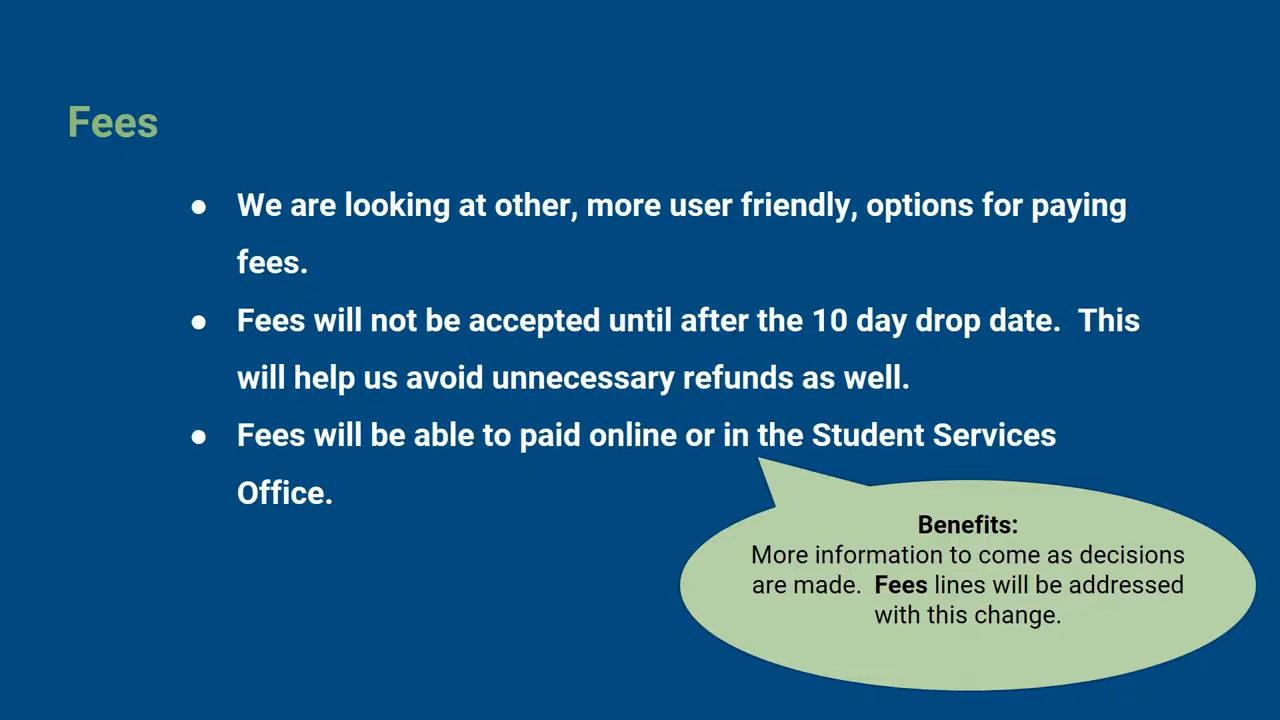 Fees
● We are looking at other, more user friendly, options for paying
fees.
● Fees will not be accepted until after the 10 day drop date.  This
will help us avoid unnecessary refunds as well.
● Fees will be able to paid online or in the Student Services
Office.
Benefits:
More information to come as decisions
are made.  Fees lines will be addressed
with this change.